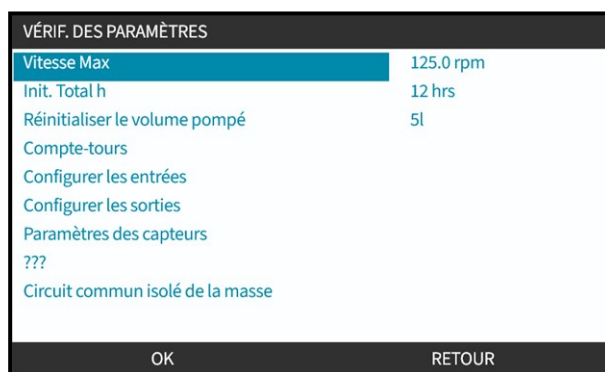 VÉRIF. DES PARAMÈTRES
Vitesse Max 125.0 rpm
Init. Total h 12 hrs
Réinitialiser le volume pompé 5l
Compte-tours
Configurer les entrées
Configurer les sorties
Paramètres des capteurs
???
Circuit commun isolé de la masse
OK RETOUR